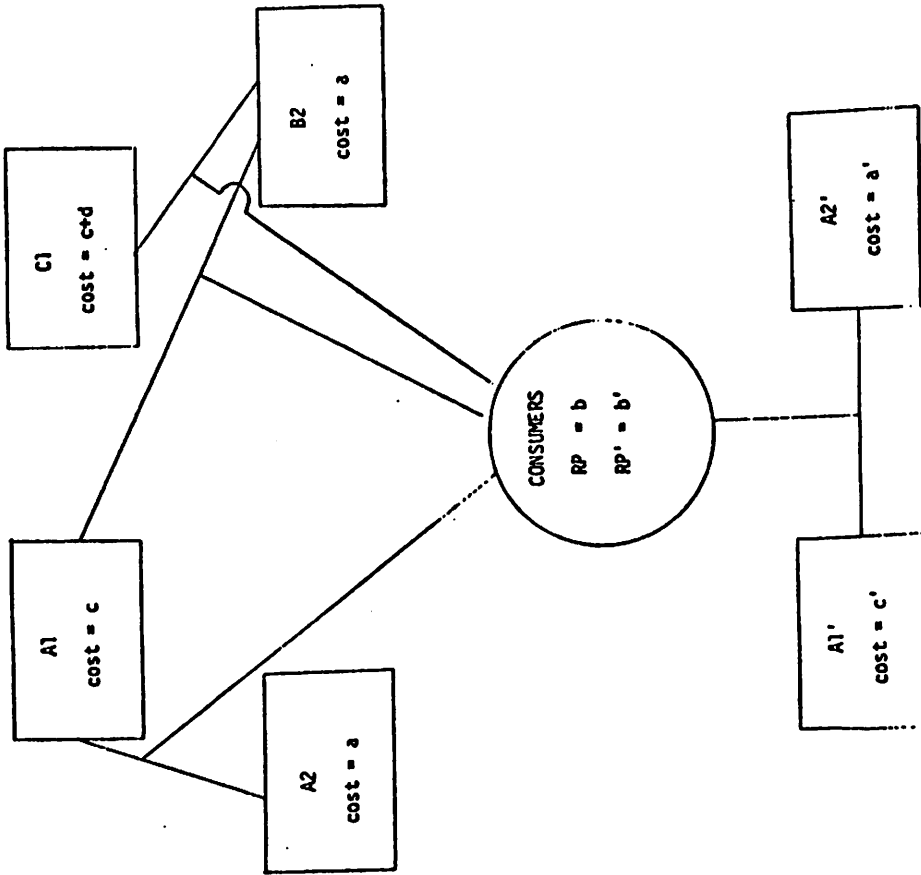 A1
cost = c
C1
cost = c+d
A2
cost = a
B2
cost = a
CONSUMERS
RP = b
RP' = b'
A1'
cost = c'
A2'
cost = a'